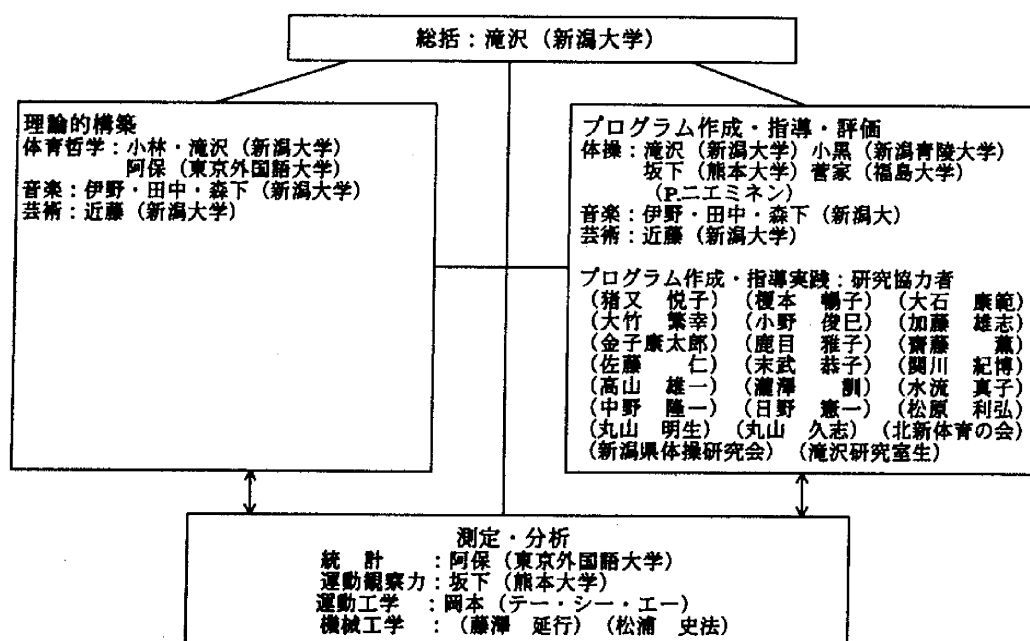 総括：滝沢（新潟大学）
理論的構築
体育哲学：小林・滝沢（新潟大学）
阿保（東京外国語大学）
音楽：伊野・田中・森下（新潟大学）
芸術：近藤（新潟大学）
プログラム作成・指導・評価
体操：滝沢（新潟大学）小黒（新潟青陵大学）
坂下（熊本大学）菅家（福島大学）
（P.ニエミネン）
音楽：伊野・田中・森下（新潟大）
芸術：近藤（新潟大学）
プログラム作成・指導実践：研究協力者
（猪又　悦子）（榎本　暢子）（大石　康範）
（大竹　繁幸）（小野　俊巳）（加藤　雄志）
（金子康太郎）（鹿目　雅子）（齋藤　薫）
（佐藤　仁）（末武　恭子）（関川　紀博）
（高山　雄一）（瀧澤　訓）（水流　真子）
（中野　隆一）（日野　憲一）（松原　利弘）
（丸山　明生）（丸山　久志）（北新体育の会）
（新潟県体操研究会）（滝沢研究室生）
測定・分析
統　計　：阿保（東京外国語大学）
運動観察力：坂下（熊本大学）
運動工学　：岡本（テー・シー・エー）
機械工学　：（藤澤　延行）（松浦　史法）